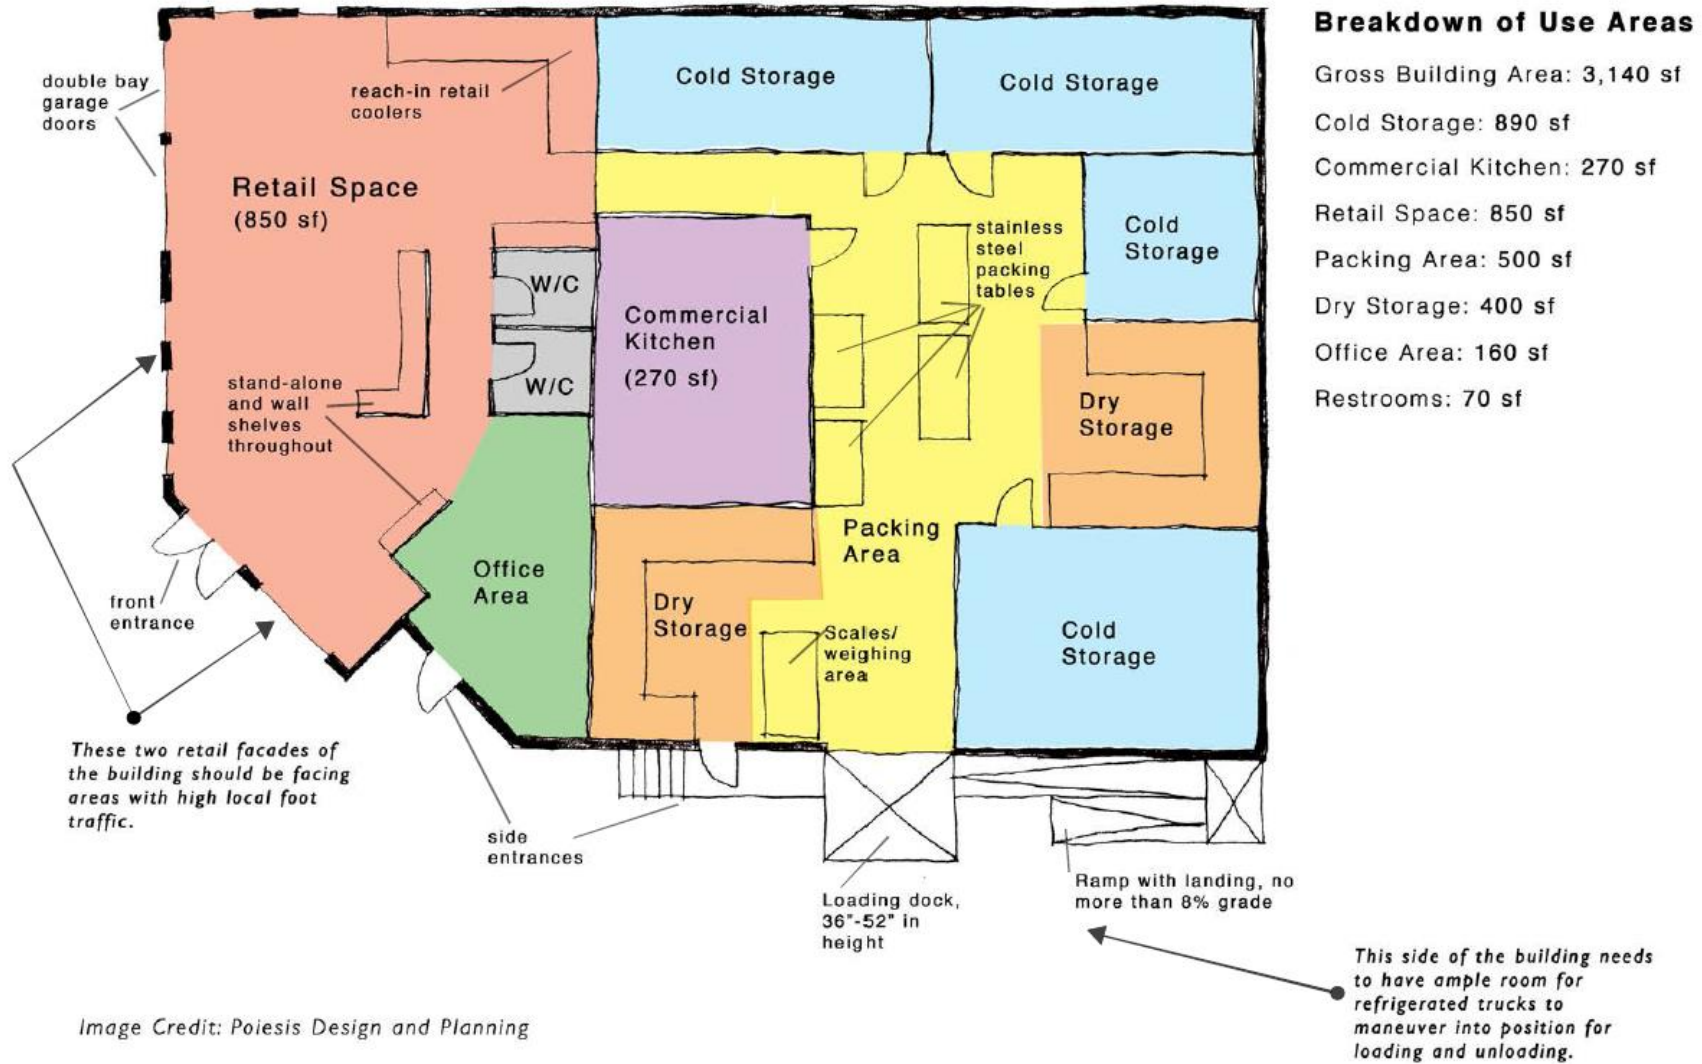 Breakdown of Use Areas
Gross Building Area: 3,140 sf
Cold Storage: 890 sf
Commercial Kitchen: 270 sf
Retail Space: 850 sf
Packing Area: 500 sf
Dry Storage: 400 sf
Office Area: 160 sf
Restrooms: 70 sf
double bay
garage
doors
reach-in retail
coolers
Cold Storage
Cold Storage
Retail Space
(850 sf)
Cold
Storage
stainless
steel
packing
tables
W/C
W/C
Commercial
Kitchen
(270 sf)
stand-alone
and wall
shelves
throughout
Dry
Storage
Packing
Area
Office
Area
front
entrance
Dry
Storage
Scales/
weighing
area
Cold
Storage
These two retail facades of
the building should be facing
areas with high local foot
traffic.
side
entrances
Loading dock,
36"-52" in
height
Ramp with landing, no
more than 8% grade
This side of the building needs
to have ample room for
refrigerated trucks to
maneuver into position for
loading and unloading.
Image Credit: Poiesis Design and Planning